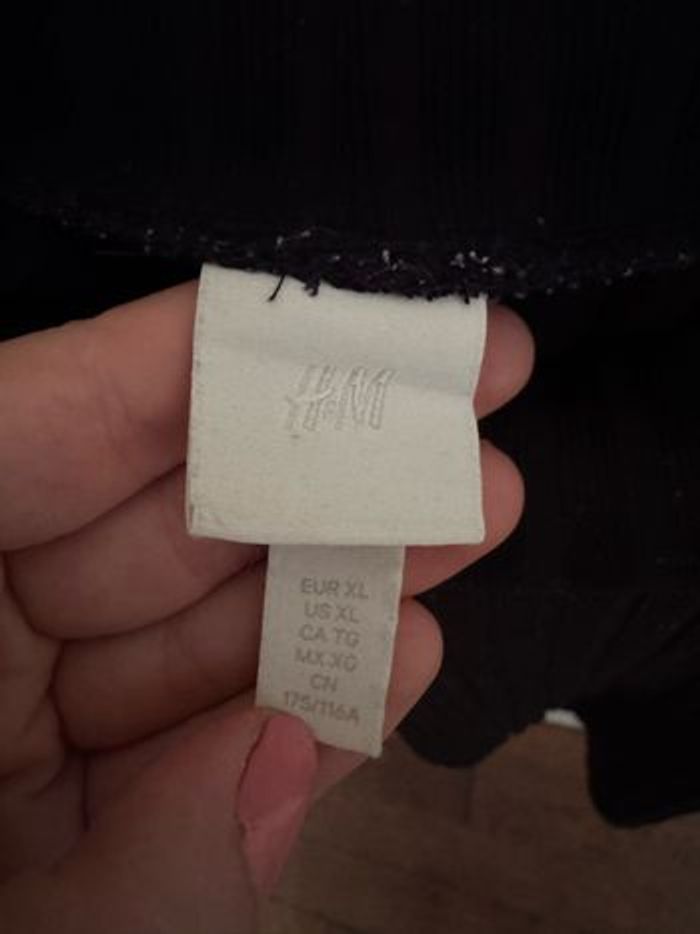 H&M
EUR XL
US XL
CA TG
MX XG
CN
175/116A